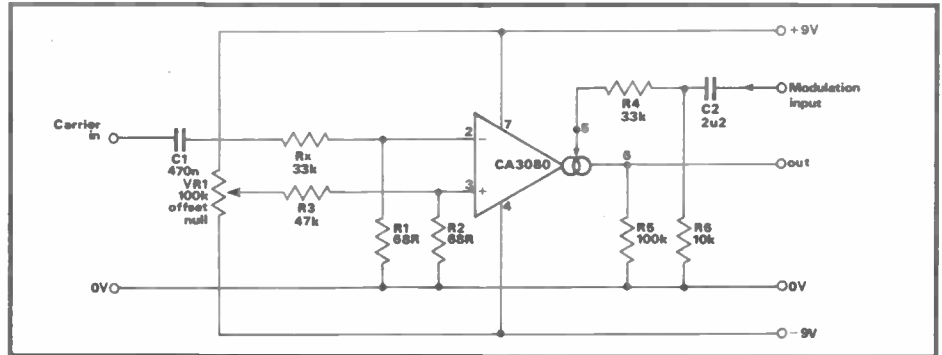 +9V
Modulation
input
R4
33k
C2
2u2
Carrier
in
C1
470n
Rx
33k
2
−
7
5
CA3080
6
out
VR1
100k
offset
null
R3
47k
3
+
4
R1
68R
R2
68R
R5
100k
R6
10k
0V
0V
−9V